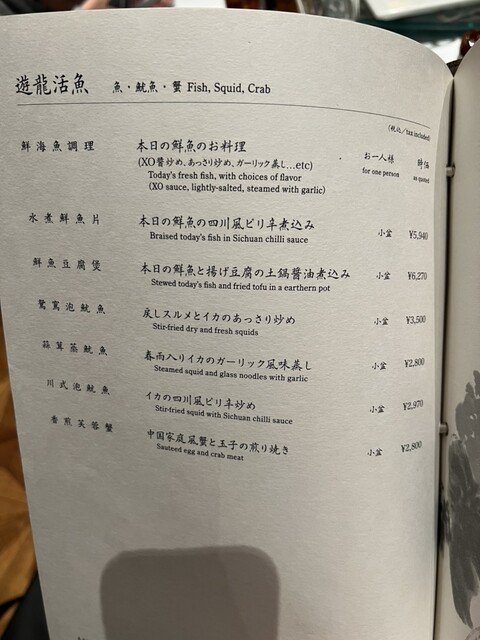 遊龍活魚 魚・魷魚・蟹 Fish, Squid, Crab
(税込/tax included)
鮮海魚調理 本日の鮮魚のお料理 お一人様 時価
(XO醤炒め、あっさり炒め、ガーリック蒸し…etc) for one person as quoted
Today's fresh fish, with choices of flavor
(XO sauce, lightly-salted, steamed with garlic)
水煮鮮魚片 本日の鮮魚の四川風ピリ辛煮込み 小盆 ¥5,940
Braised today's fish in Sichuan chilli sauce
鮮魚豆腐煲 本日の鮮魚と揚げ豆腐の土鍋醤油煮込み 小盆 ¥6,270
Stewed today's fish and fried tofu in a earthern pot
鴛鴦泡魷魚 戻しスルメとイカのあっさり炒め 小盆 ¥3,500
Stir-fried dry and fresh squids
蒜茸蒸魷魚 春雨入りイカのガーリック風味蒸し 小盆 ¥2,800
Steamed squid and glass noodles with garlic
川式泡魷魚 イカの四川風ピリ辛炒め 小盆 ¥2,970
Stir-fried squid with Sichuan chilli sauce
香煎芙蓉蟹 中国家庭風蟹と玉子の煎り焼き 小盆 ¥2,800
Sauteed egg and crab meat